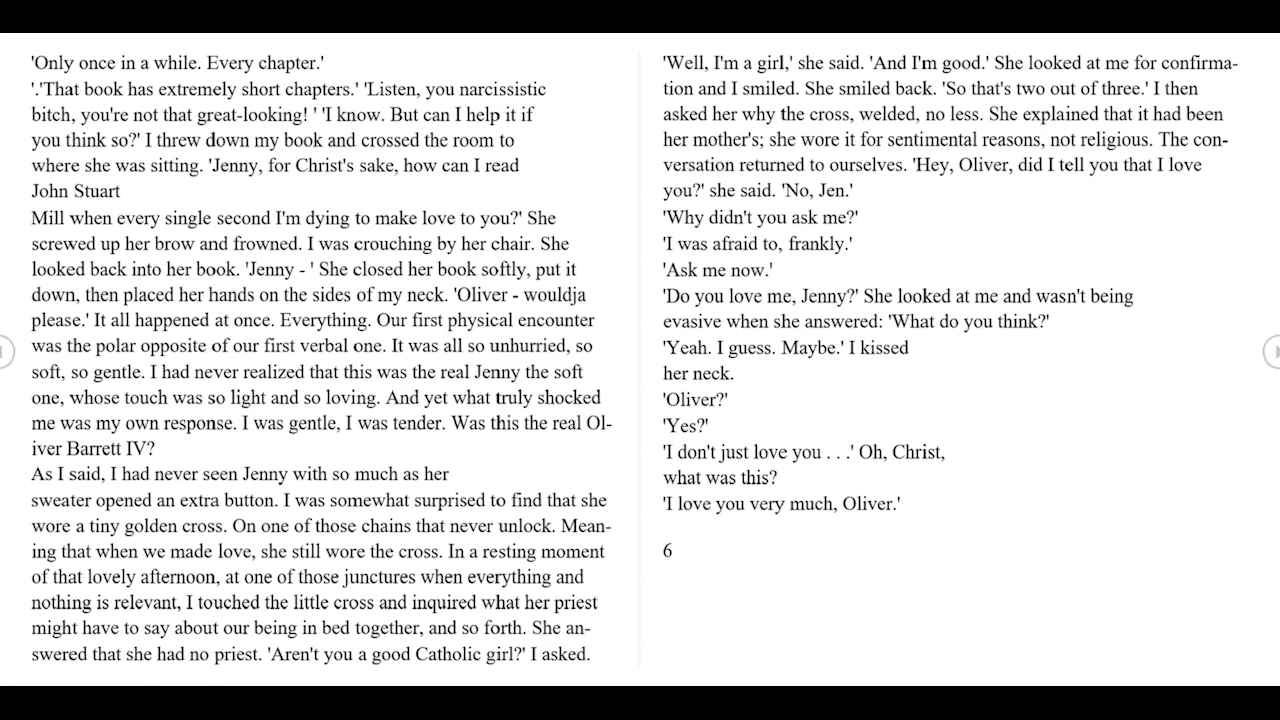 'Only once in a while. Every chapter.'
'.'That book has extremely short chapters.' 'Listen, you narcissistic
bitch, you're not that great-looking! ' 'I know. But can I help it if
you think so?' I threw down my book and crossed the room to
where she was sitting. 'Jenny, for Christ's sake, how can I read
John Stuart
Mill when every single second I'm dying to make love to you?' She
screwed up her brow and frowned. I was crouching by her chair. She
looked back into her book. 'Jenny - ' She closed her book softly, put it
down, then placed her hands on the sides of my neck. 'Oliver - wouldja
please.' It all happened at once. Everything. Our first physical encounter
was the polar opposite of our first verbal one. It was all so unhurried, so
soft, so gentle. I had never realized that this was the real Jenny the soft
one, whose touch was so light and so loving. And yet what truly shocked
me was my own response. I was gentle, I was tender. Was this the real Ol-
iver Barrett IV?
As I said, I had never seen Jenny with so much as her
sweater opened an extra button. I was somewhat surprised to find that she
wore a tiny golden cross. On one of those chains that never unlock. Mean-
ing that when we made love, she still wore the cross. In a resting moment
of that lovely afternoon, at one of those junctures when everything and
nothing is relevant, I touched the little cross and inquired what her priest
might have to say about our being in bed together, and so forth. She an-
swered that she had no priest. 'Aren't you a good Catholic girl?' I asked.
'Well, I'm a girl,' she said. 'And I'm good.' She looked at me for confirma-
tion and I smiled. She smiled back. 'So that's two out of three.' I then
asked her why the cross, welded, no less. She explained that it had been
her mother's; she wore it for sentimental reasons, not religious. The con-
versation returned to ourselves. 'Hey, Oliver, did I tell you that I love
you?' she said. 'No, Jen.'
'Why didn't you ask me?'
'I was afraid to, frankly.'
'Ask me now.'
'Do you love me, Jenny?' She looked at me and wasn't being
evasive when she answered: 'What do you think?'
'Yeah. I guess. Maybe.' I kissed
her neck.
'Oliver?'
'Yes?'
'I don't just love you . . .' Oh, Christ,
what was this?
'I love you very much, Oliver.'
6